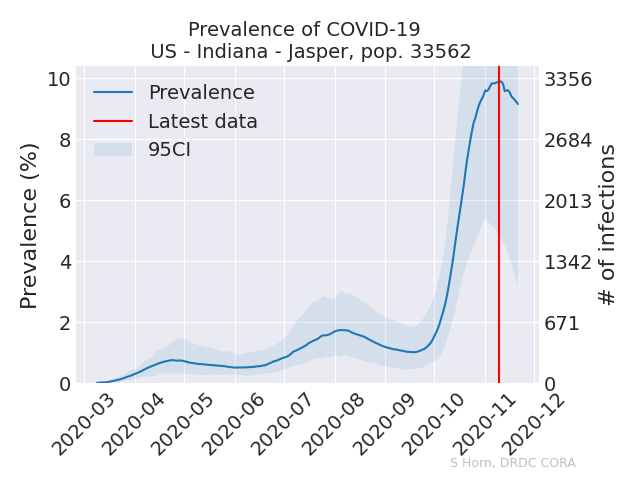 Prevalence of COVID-19
US - Indiana - Jasper, pop. 33562
Prevalence
Latest data
95CI
Prevalence (%)
10
8
6
4
2
0
3356
2684
2013
1342
671
0
# of infections
2020-03
2020-04
2020-05
2020-06
2020-07
2020-08
2020-09
2020-10
2020-11
2020-12
S Horn, DRDC CORA